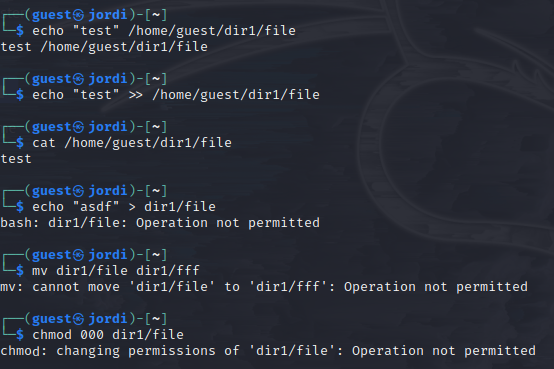 ┌──(guest㉿jordi)-[~]
└─$ echo "test" /home/guest/dir1/file
test /home/guest/dir1/file
┌──(guest㉿jordi)-[~]
└─$ echo "test" >> /home/guest/dir1/file
┌──(guest㉿jordi)-[~]
└─$ cat /home/guest/dir1/file
test
┌──(guest㉿jordi)-[~]
└─$ echo "asdf" > dir1/file
bash: dir1/file: Operation not permitted
┌──(guest㉿jordi)-[~]
└─$ mv dir1/file dir1/fff
mv: cannot move 'dir1/file' to 'dir1/fff': Operation not permitted
┌──(guest㉿jordi)-[~]
└─$ chmod 000 dir1/file
chmod: changing permissions of 'dir1/file': Operation not permitted